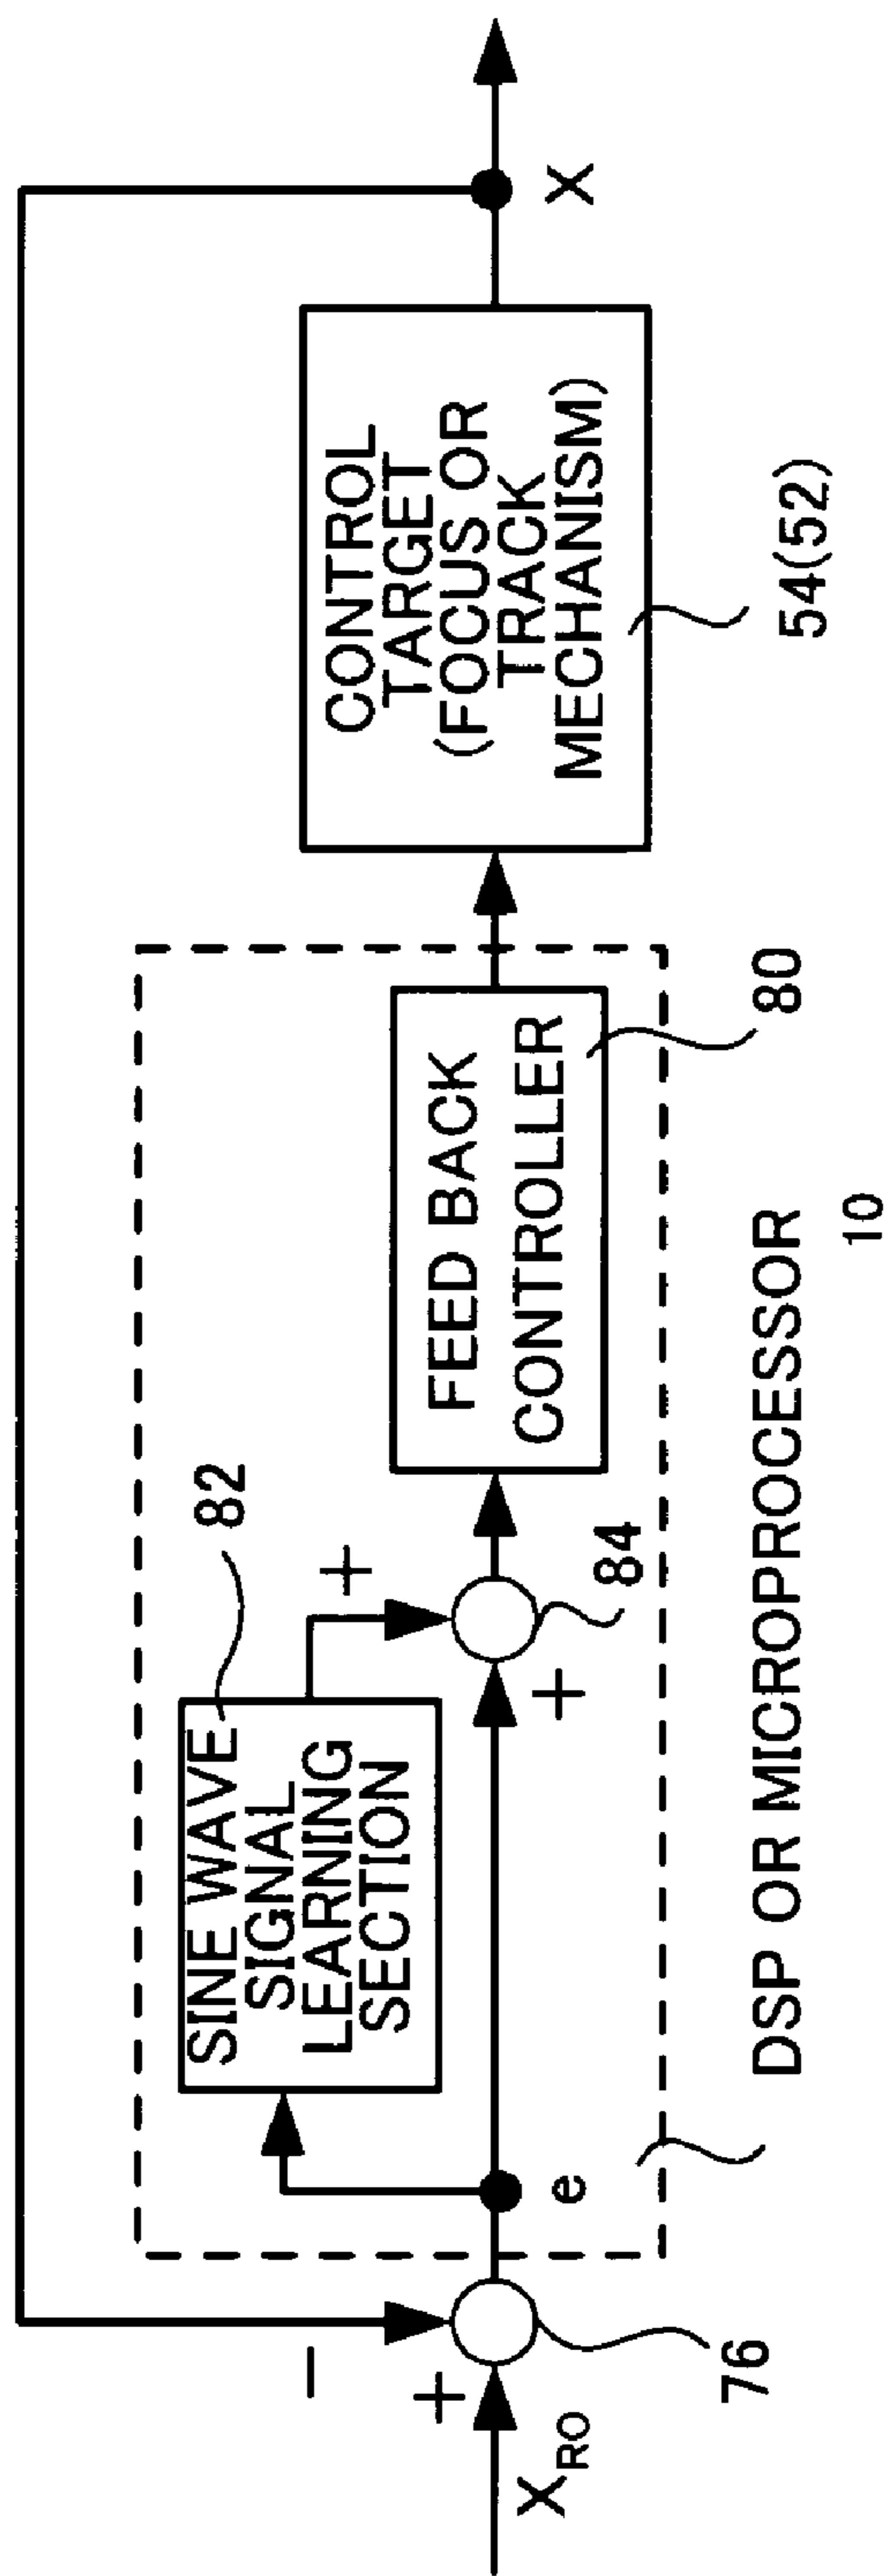 X_RO
+
−
76
e
SINE WAVE
SIGNAL
LEARNING
SECTION
82
+
+
84
FEED BACK
CONTROLLER
80
DSP OR MICROPROCESSOR
10
CONTROL
TARGET
(FOCUS OR
TRACK
MECHANISM)
54(52)
X